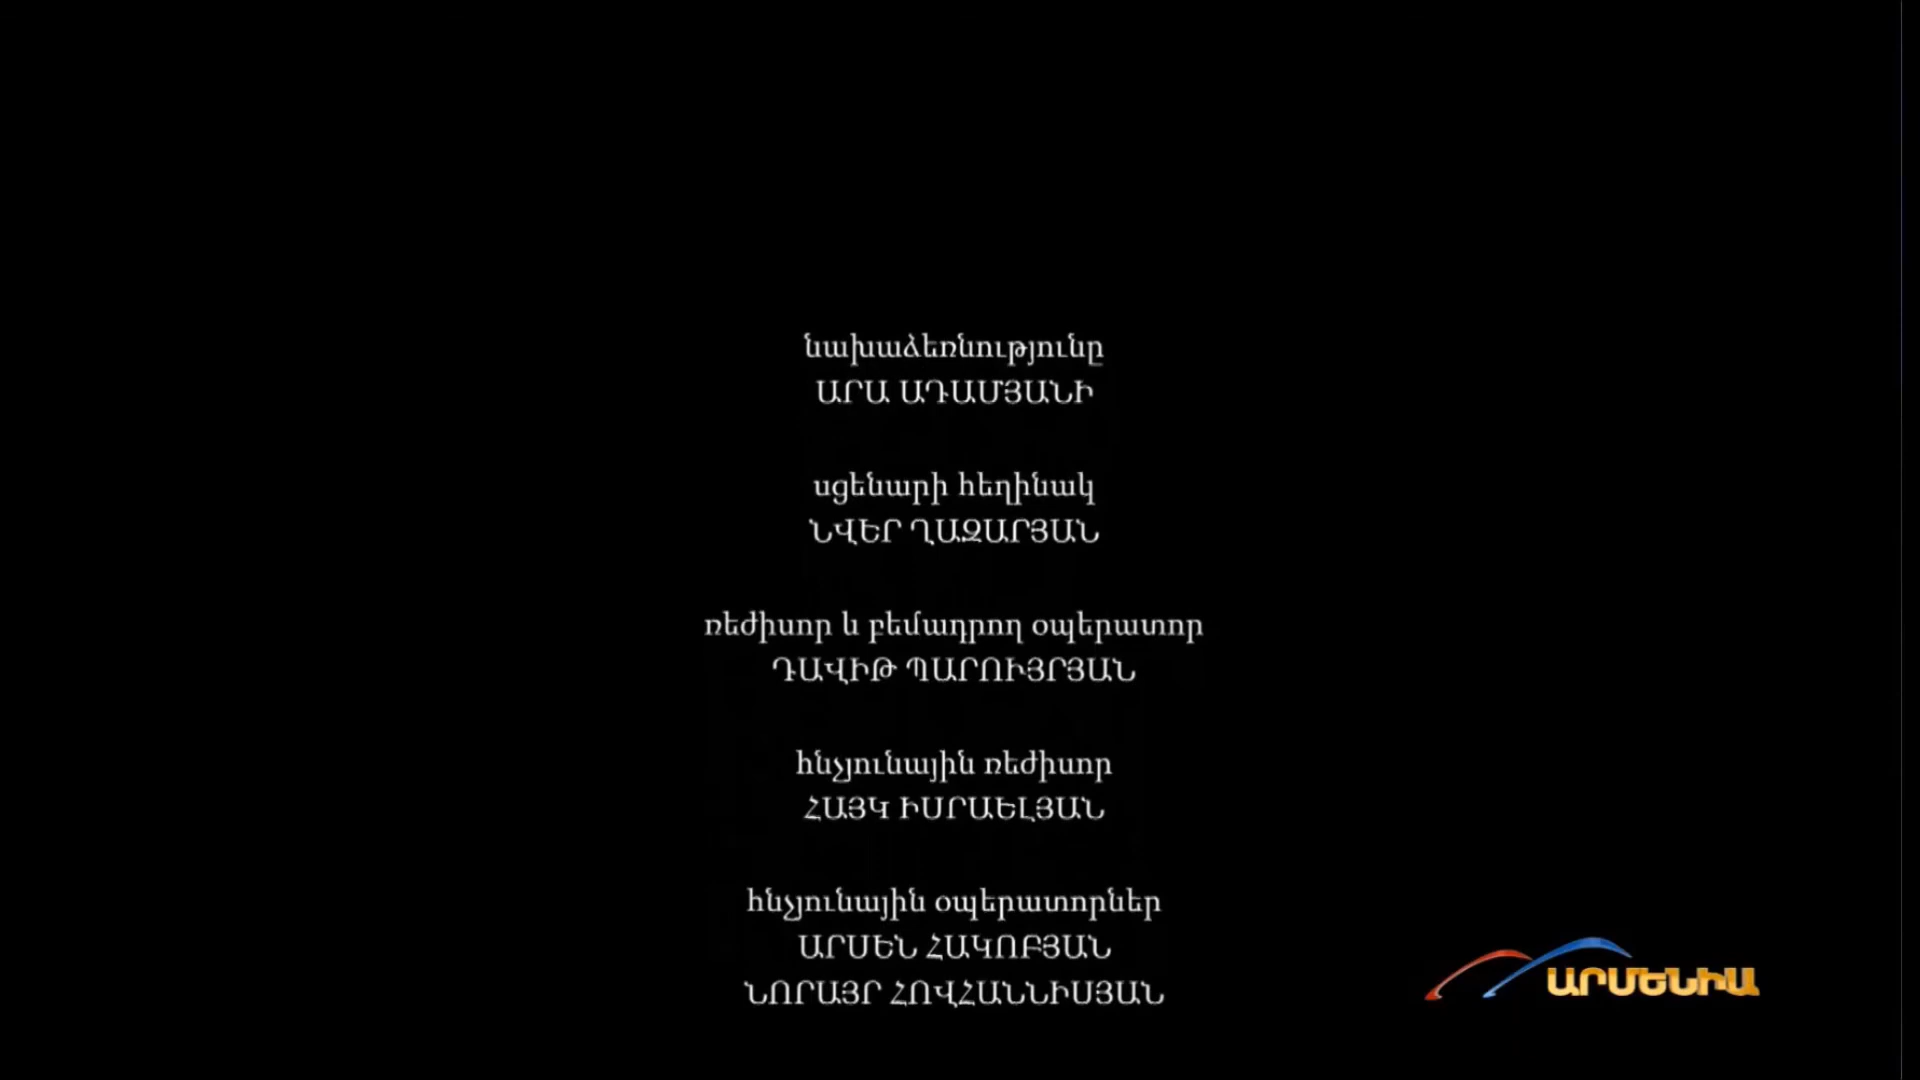 նախաձեռնությունը
ԱՐԱ ԱԴԱՄՅԱՆԻ
սցենարի հեղինակ
ՆՎԵՐ ՂԱԶԱՐՅԱՆ
ռեժիսոր և բեմադրող օպերատոր
ԴԱՎԻԹ ՊԱՐՈՒՅՐՅԱՆ
հնչյունային ռեժիսոր
ՀԱՅԿ ԻՍՐԱԵԼՅԱՆ
հնչյունային օպերատորներ
ԱՐՍԵՆ ՀԱԿՈԲՅԱՆ
ՆՈՐԱՅՐ ՀՈՎՀԱՆՆԻՍՅԱՆ
ԱՐՄԵՆԻԱ